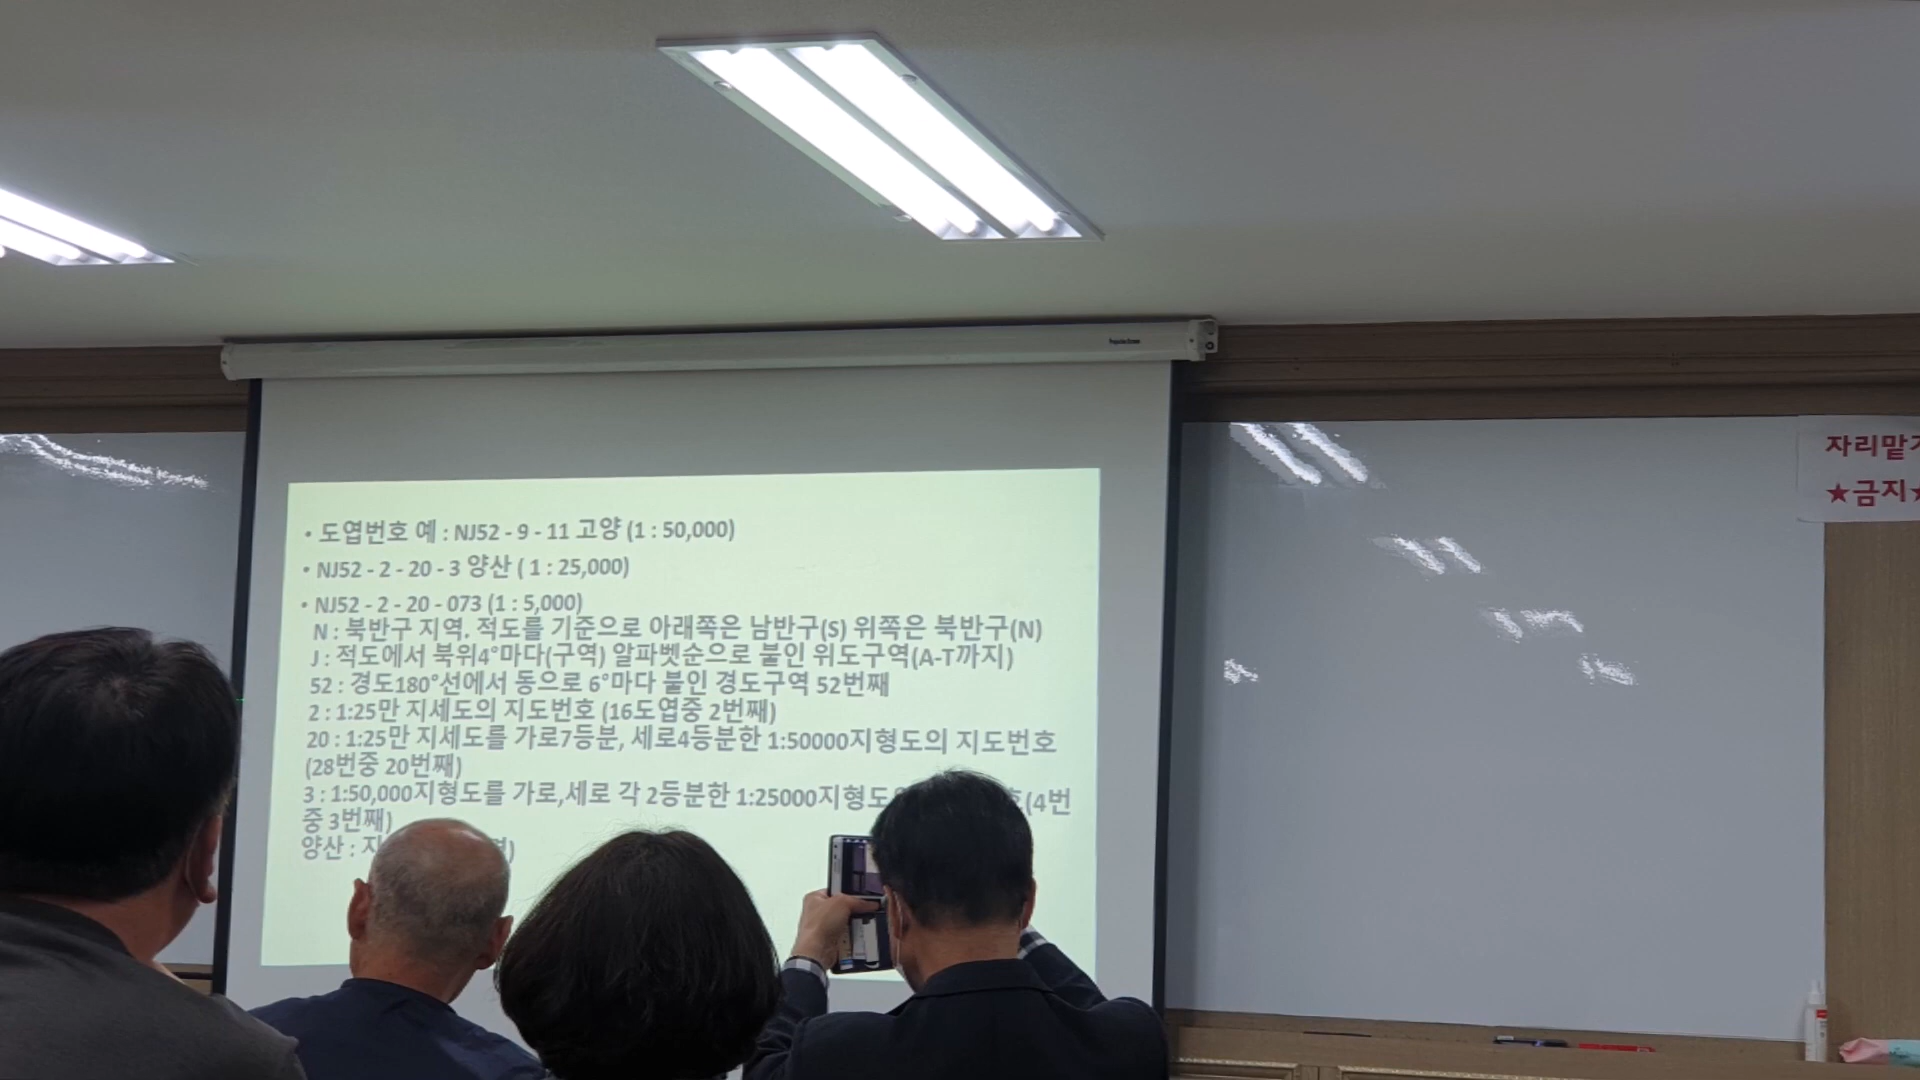 자리맡기
★금지★
• 도엽번호 예 : NJ52 - 9 - 11 고양 (1 : 50,000)
• NJ52 - 2 - 20 - 3 양산 ( 1 : 25,000)
• NJ52 - 2 - 20 - 073 (1 : 5,000)
N : 북반구 지역. 적도를 기준으로 아래쪽은 남반구(S) 위쪽은 북반구(N)
J : 적도에서 북위4°마다(구역) 알파벳순으로 붙인 위도구역(A-T까지)
52 : 경도180°선에서 동으로 6°마다 붙인 경도구역 52번째
2 : 1:25만 지세도의 지도번호 (16도엽중 2번째)
20 : 1:25만 지세도를 가로7등분, 세로4등분한 1:50000지형도의 지도번호
(28번중 20번째)
3 : 1:50,000지형도를 가로,세로 각 2등분한 1:25000지형도 (4번
중 3번째)
양산 :